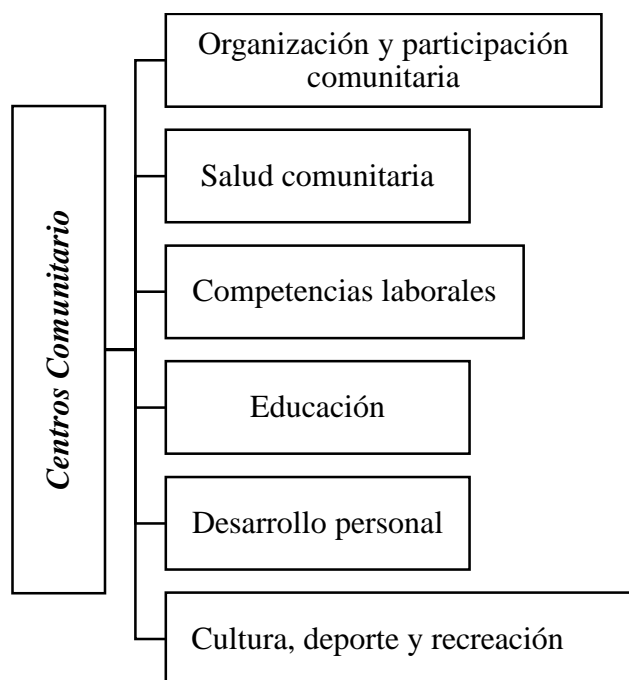 Organización y participación
comunitaria
Salud comunitaria
Centros Comunitario
Competencias laborales
Educación
Desarrollo personal
Cultura, deporte y recreación